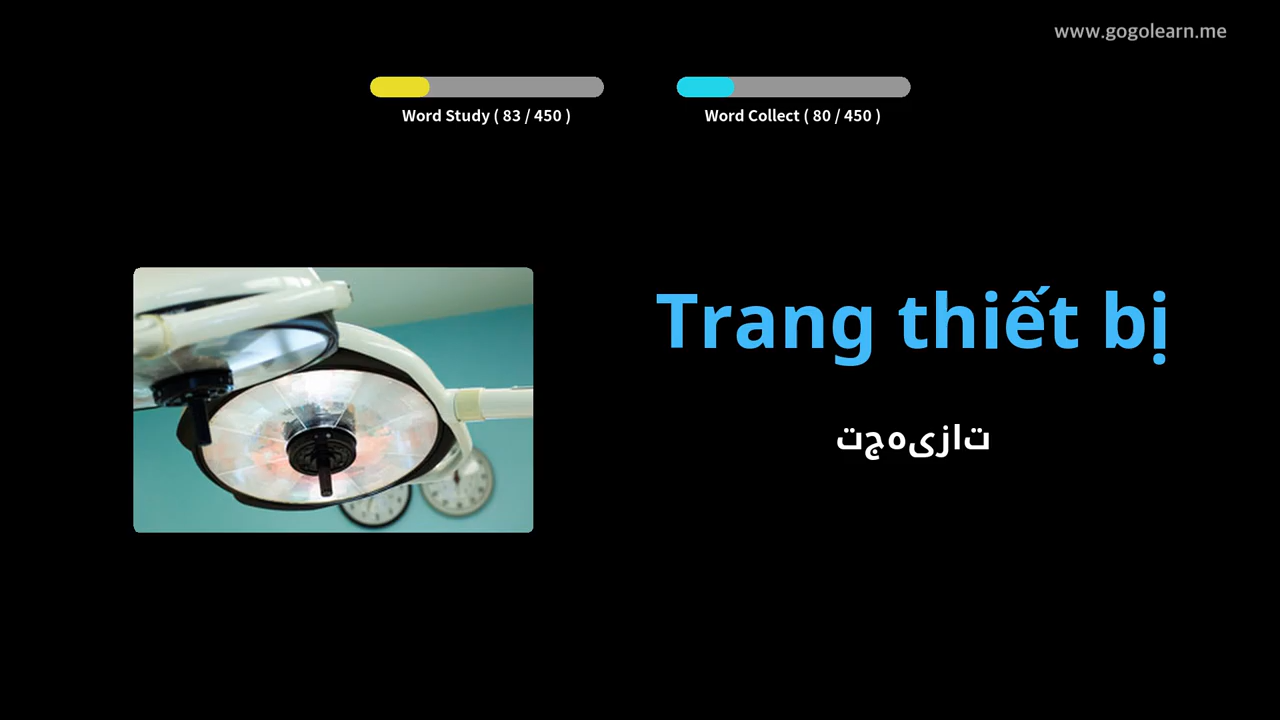 www.gogolearn.me
Word Study ( 83 / 450 )
Word Collect ( 80 / 450 )
Trang thiết bị
تجهیزات